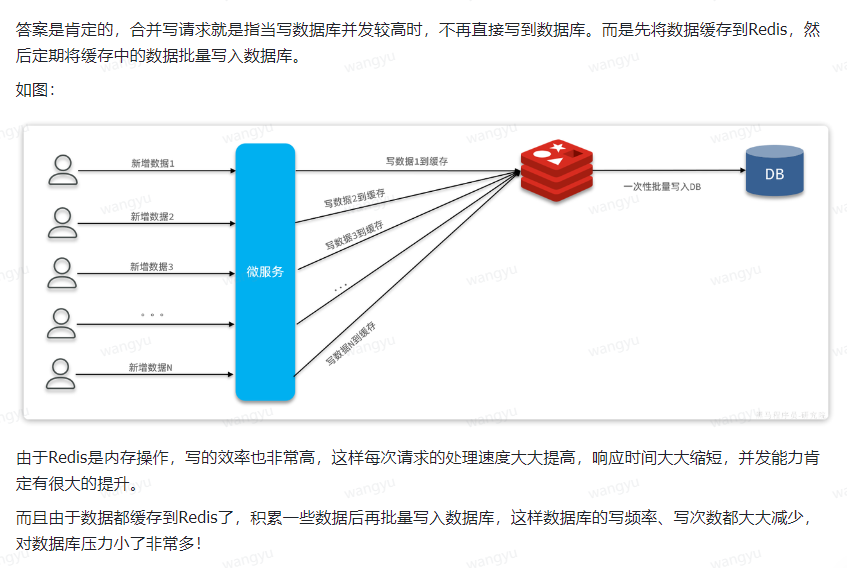 答案是肯定的，合并写请求就是指当写数据库并发较高时，不再直接写到数据库。而是先将数据缓存到Redis，然
后定期将缓存中的数据批量写入数据库。
如图：
新增数据1
新增数据2
新增数据3
。。。
新增数据N
微服务
写数据1到缓存
写数据2到缓存
写数据3到缓存
...
写数据N到缓存
一次性批量写入DB
DB
由于Redis是内存操作，写的效率也非常高，这样每次请求的处理速度大大提高，响应时间大大缩短，并发能力肯
定有很大的提升。
而且由于数据都缓存到Redis了，积累一些数据后再批量写入数据库，这样数据库的写频率、写次数都大大减少，
对数据库压力小了非常多！
wangyu